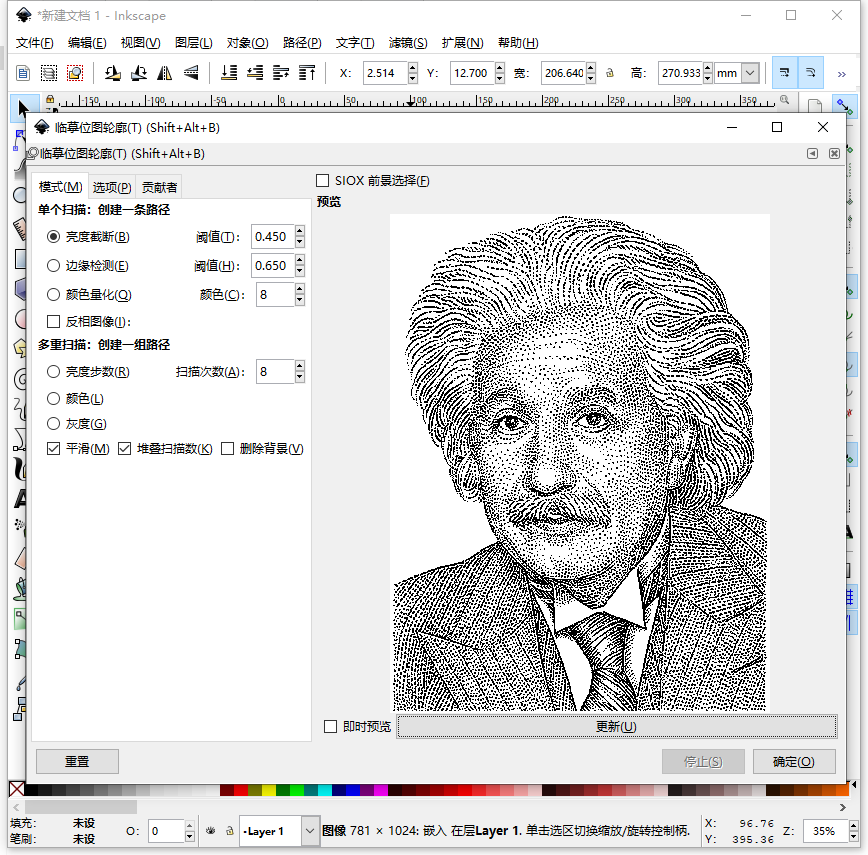 *新建文档 1 - Inkscape
文件(F) 编辑(E) 视图(V) 图层(L) 对象(O) 路径(P) 文字(T) 滤镜(S) 扩展(N) 帮助(H)
X: 2.514 Y: 12.700 宽: 206.640 高: 270.933 mm »
-150 -100 -50 0 50 100 150 200 250 300 350
临摹位图轮廓(T) (Shift+Alt+B)
临摹位图轮廓(T) (Shift+Alt+B)
模式(M) 选项(P) 贡献者
SIOX 前景选择(F)
预览
单个扫描：创建一条路径
亮度截断(B) 阈值(T)： 0.450
边缘检测(E) 阈值(H)： 0.650
颜色量化(Q) 颜色(C)： 8
反相图像(I)：
多重扫描：创建一组路径
亮度步数(R) 扫描次数(A)： 8
颜色(L)
灰度(G)
平滑(M) 堆叠扫描数(K) 删除背景(V)
即时预览 更新(U)
重置 停止(S) 确定(O)
填充: 未设
笔刷: 未设
O: 0
Layer 1
图像 781 × 1024: 嵌入 在层Layer 1. 单击选区切换缩放/旋转控制柄.
X: 96.76
Y: 395.36
Z: 35%